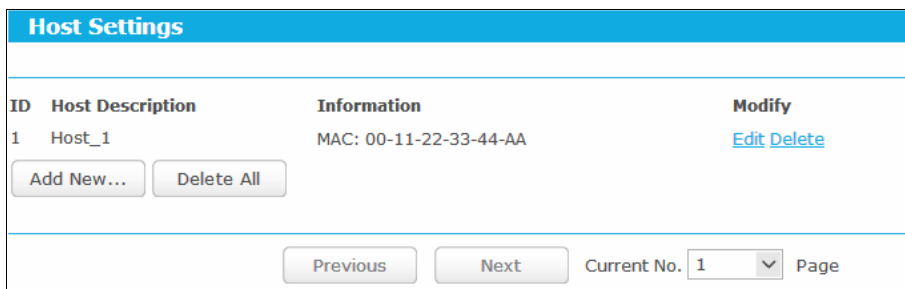 Host Settings
ID Host Description Information Modify
1 Host_1 MAC: 00-11-22-33-44-AA Edit Delete
Add New... Delete All
Previous Next Current No. 1 Page